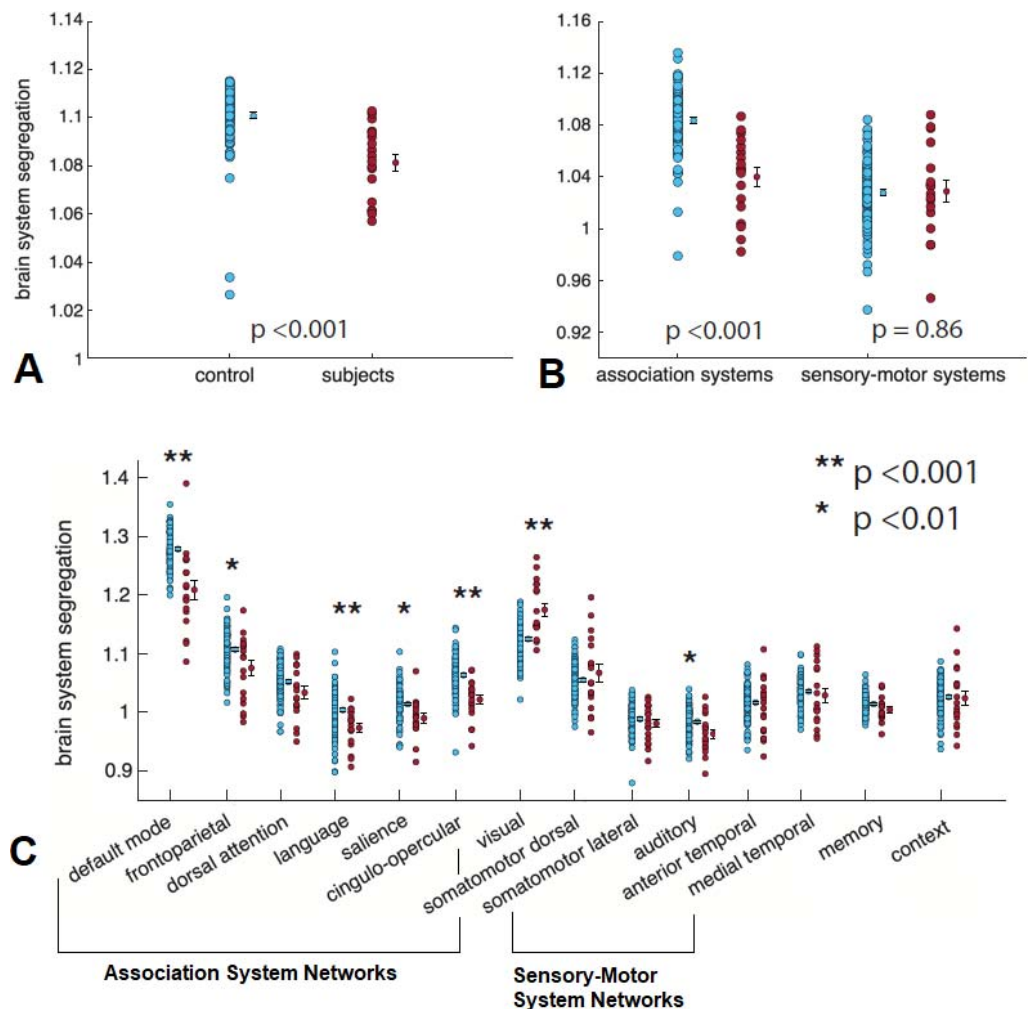 1.14
1.12
1.1
1.08
1.06
1.04
1.02
1
brain system segregation
p <0.001
control subjects
A
1.16
1.12
1.08
1.04
1
0.96
0.92
p <0.001 p = 0.86
association systems sensory-motor systems
B
1.4
1.3
1.2
1.1
1
0.9
brain system segregation
** * ** * ** ** *
** p <0.001
* p <0.01
C
default mode
frontoparietal
dorsal attention
language
salience
cingulo-opercular
visual
somatomotor dorsal
somatomotor lateral
auditory
anterior temporal
medial temporal
memory
context
Association System Networks
Sensory-Motor
System Networks